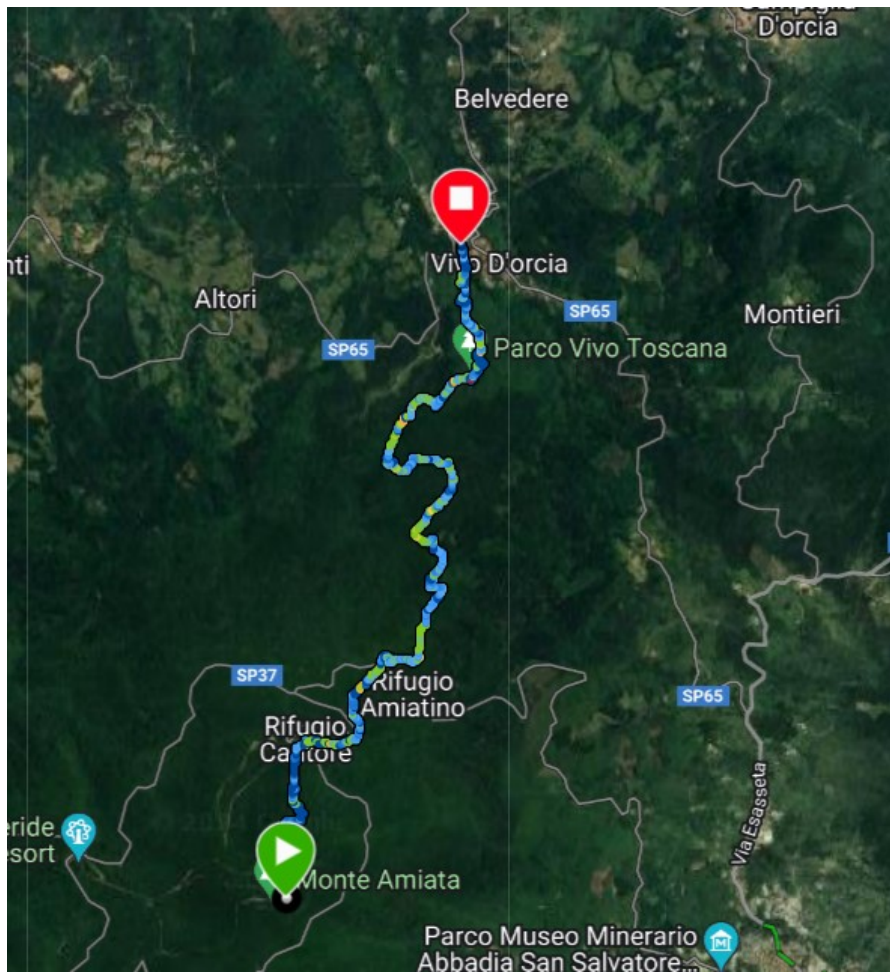 D'orcia
Belvedere
Vivo D'orcia
Altori
SP65
SP65
Montieri
Parco Vivo Toscana
SP37
Rifugio
Amiatino
SP65
Rifugio
Cantore
Via Esasseta
eride
esort
Monte Amiata
Parco Museo Minerario
Abbadia San Salvatore...